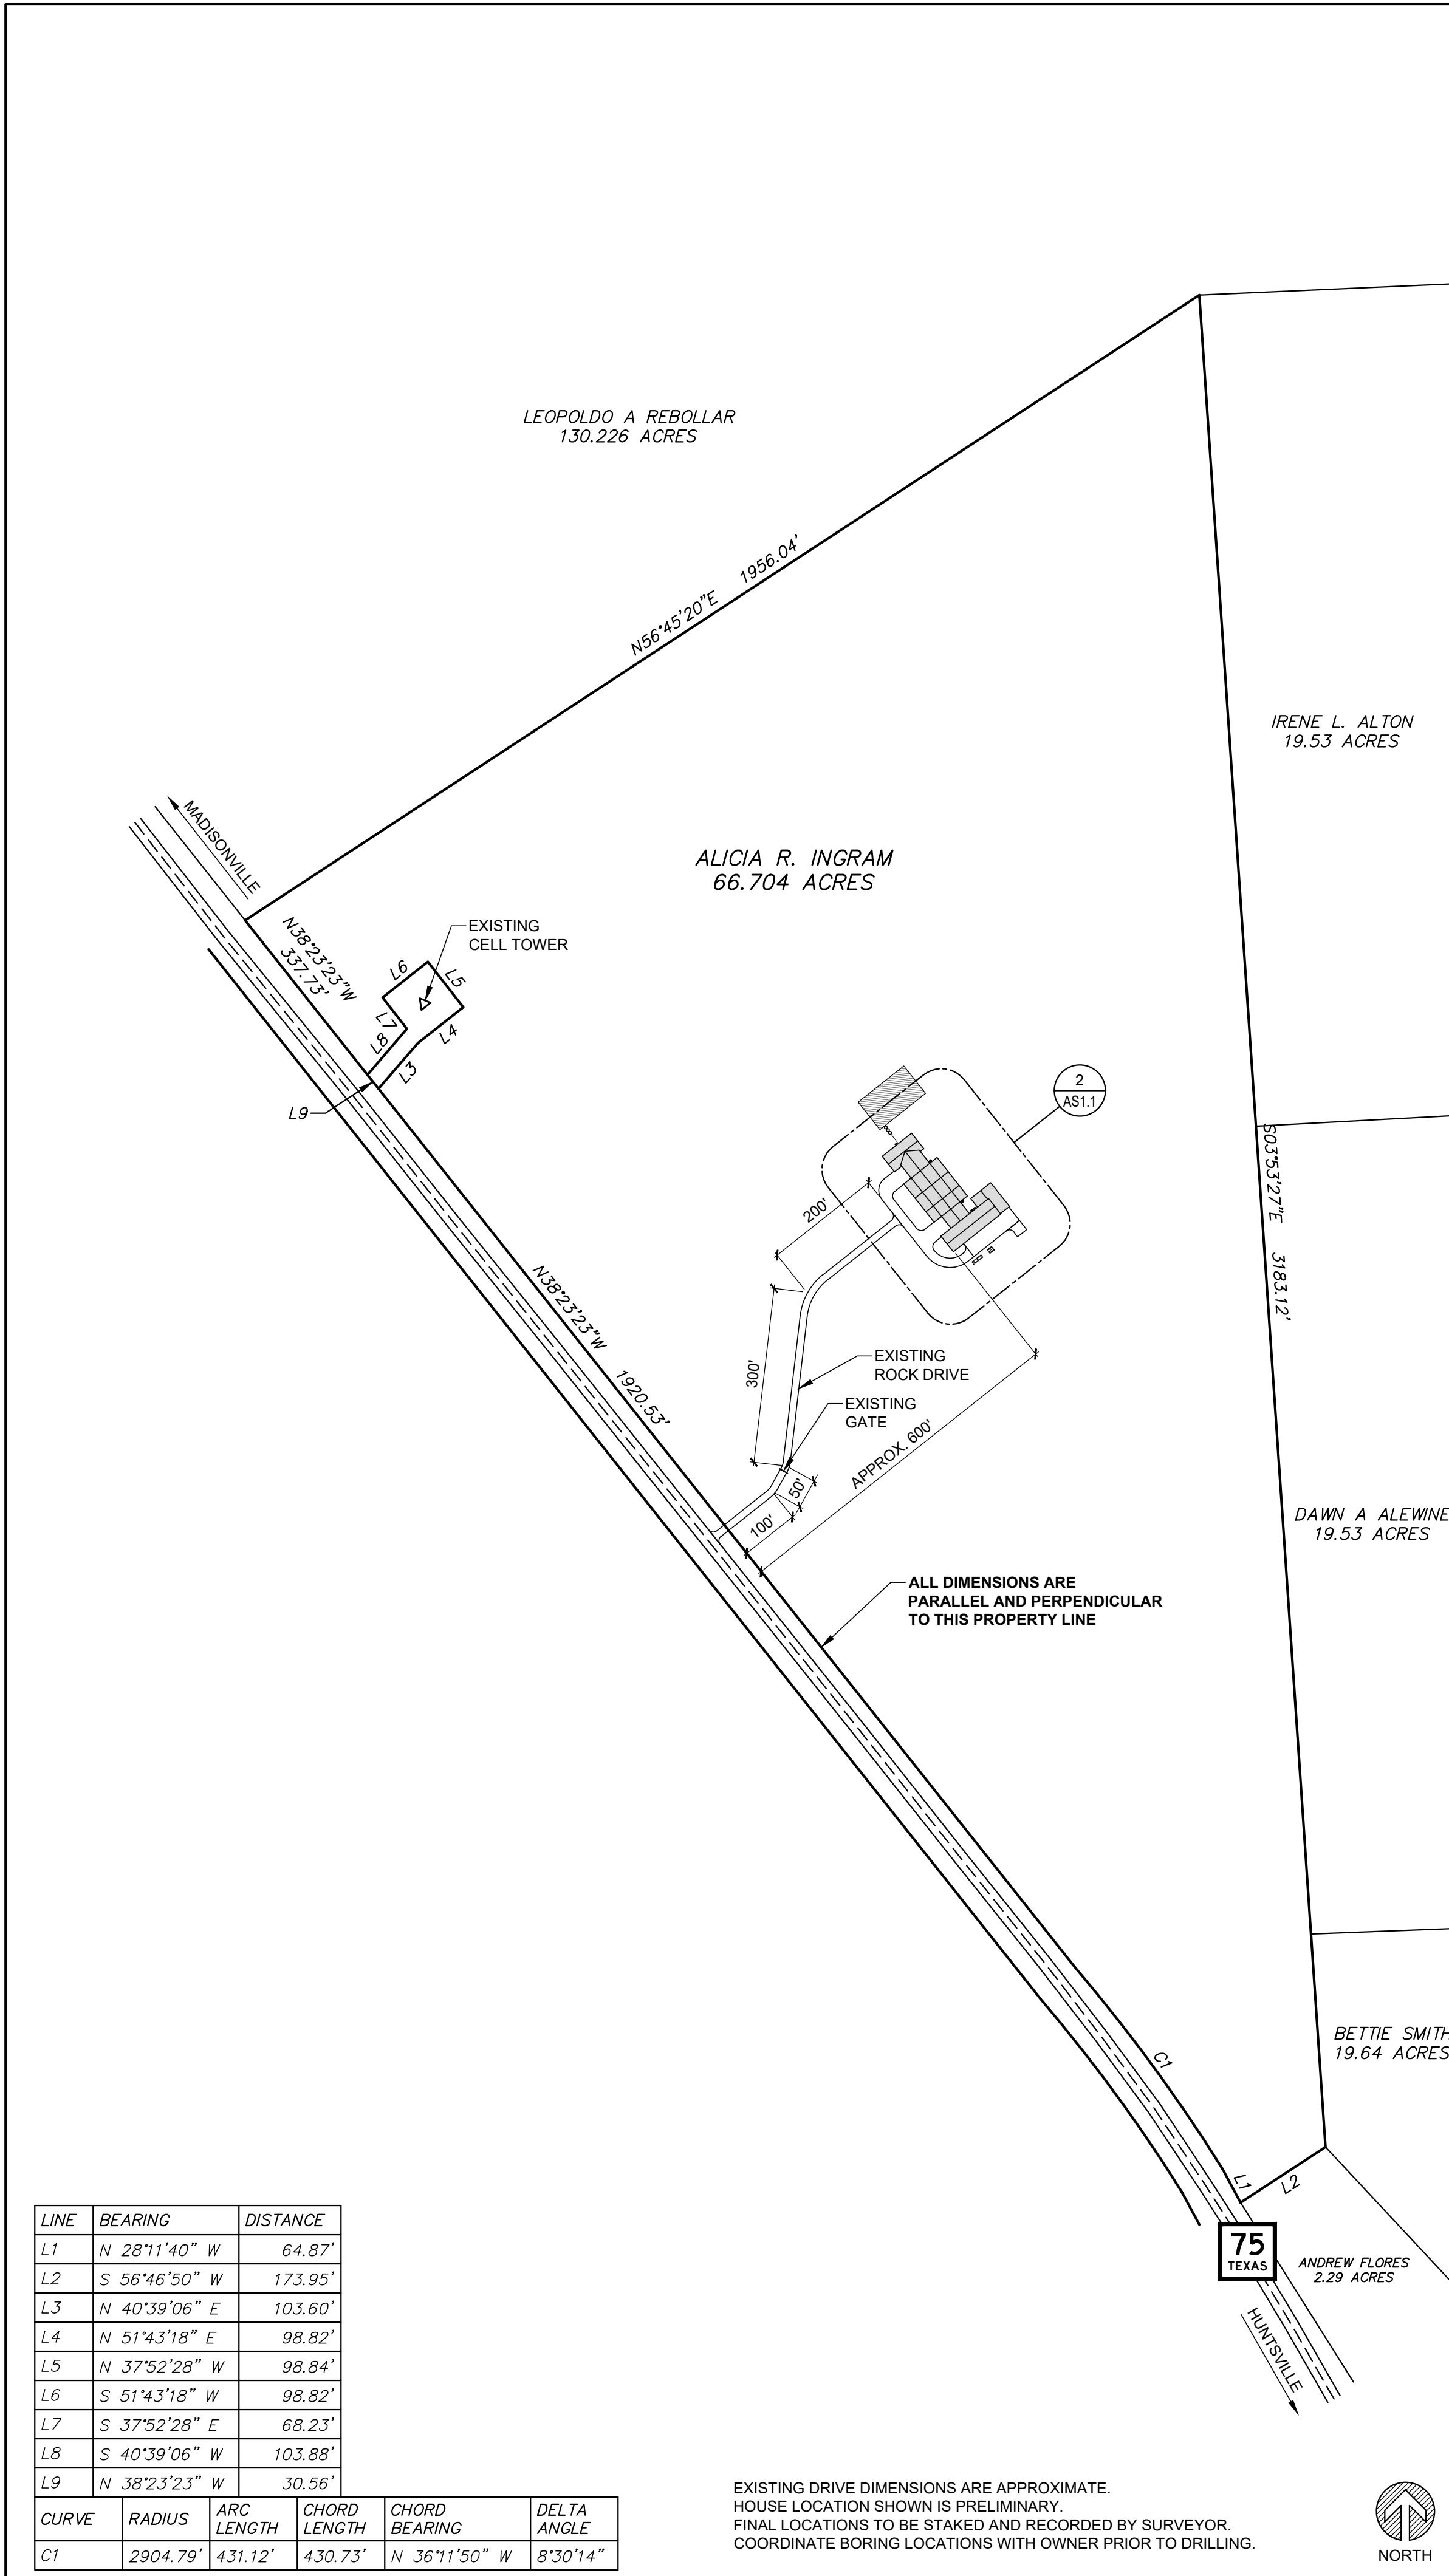 LEOPOLDO A REBOLLAR
130.226 ACRES
N56°45'20"E 1956.04'
IRENE L. ALTON
19.53 ACRES
MADISONVILLE
ALICIA R. INGRAM
66.704 ACRES
N38°23'23"W
337.73'
EXISTING
CELL TOWER
L6
L5
L7
L8
L4
L3
L9
2
AS1.1
S03°53'27"E 3183.12'
200'
N38°23'23"W 1920.53'
300'
EXISTING
ROCK DRIVE
EXISTING
GATE
APPROX. 600'
50'
100'
DAWN A ALEWINE
19.53 ACRES
ALL DIMENSIONS ARE
PARALLEL AND PERPENDICULAR
TO THIS PROPERTY LINE
BETTIE SMITH
19.64 ACRES
C1
L1
L2
75
TEXAS
ANDREW FLORES
2.29 ACRES
HUNTSVILLE
LINE BEARING DISTANCE
L1 N 28°11'40" W 64.87'
L2 S 56°46'50" W 173.95'
L3 N 40°39'06" E 103.60'
L4 N 51°43'18" E 98.82'
L5 N 37°52'28" W 98.84'
L6 S 51°43'18" W 98.82'
L7 S 37°52'28" E 68.23'
L8 S 40°39'06" W 103.88'
L9 N 38°23'23" W 30.56'
CURVE RADIUS ARC LENGTH CHORD LENGTH CHORD BEARING DELTA ANGLE
C1 2904.79' 431.12' 430.73' N 36°11'50" W 8°30'14"
EXISTING DRIVE DIMENSIONS ARE APPROXIMATE.
HOUSE LOCATION SHOWN IS PRELIMINARY.
FINAL LOCATIONS TO BE STAKED AND RECORDED BY SURVEYOR.
COORDINATE BORING LOCATIONS WITH OWNER PRIOR TO DRILLING.
NORTH